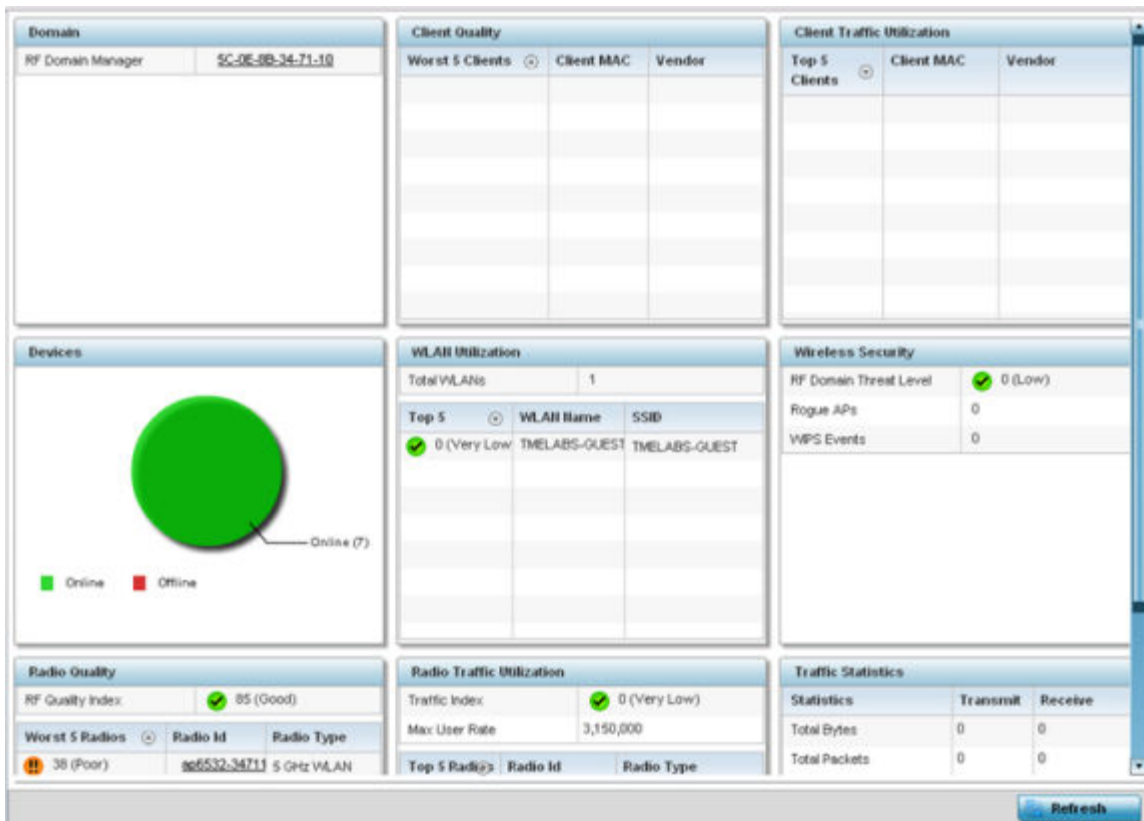 Domain
RF Domain Manager 5C-0E-8B-34-71-10
Client Quality
Worst 5 Clients Client MAC Vendor
Client Traffic Utilization
Top 5 Clients Client MAC Vendor
Devices
Online (7)
Online Offline
WLAN Utilization
Total WLANs 1
Top 5 WLAN Name SSID
0 (Very Low TMELABS-GUEST TMELABS-GUEST
Wireless Security
RF Domain Threat Level 0 (Low)
Rogue APs 0
WIPS Events 0
Radio Quality
RF Quality Index 85 (Good)
Worst 5 Radios Radio Id Radio Type
38 (Poor) ap6532-34711 5 GHz WLAN
Radio Traffic Utilization
Traffic Index 0 (Very Low)
Max User Rate 3,150,000
Top 5 Radios Radio Id Radio Type
Traffic Statistics
Statistics Transmit Receive
Total Bytes 0 0
Total Packets 0 0
Refresh